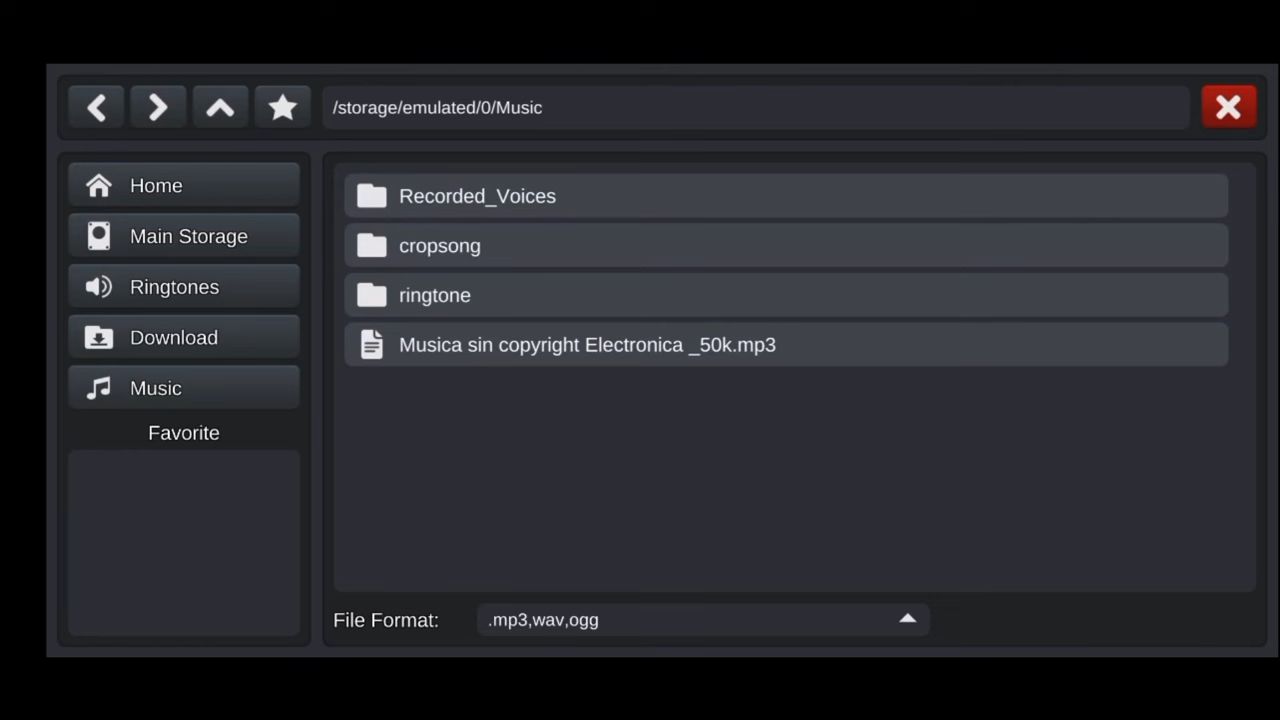 /storage/emulated/0/Music
Home
Main Storage
Ringtones
Download
Music
Favorite
Recorded_Voices
cropsong
ringtone
Musica sin copyright Electronica _50k.mp3
File Format:
.mp3,wav,ogg